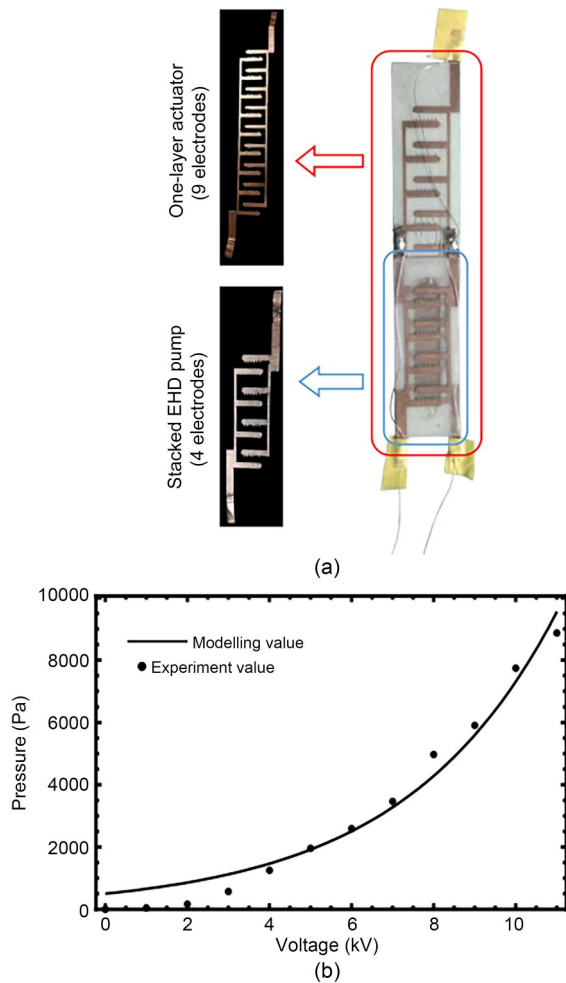 One-layer actuator
(9 electrodes)
Stacked EHD pump
(4 electrodes)
(a)
10000
8000
6000
4000
2000
0
Pressure (Pa)
Modelling value
Experiment value
0 2 4 6 8 10
Voltage (kV)
(b)